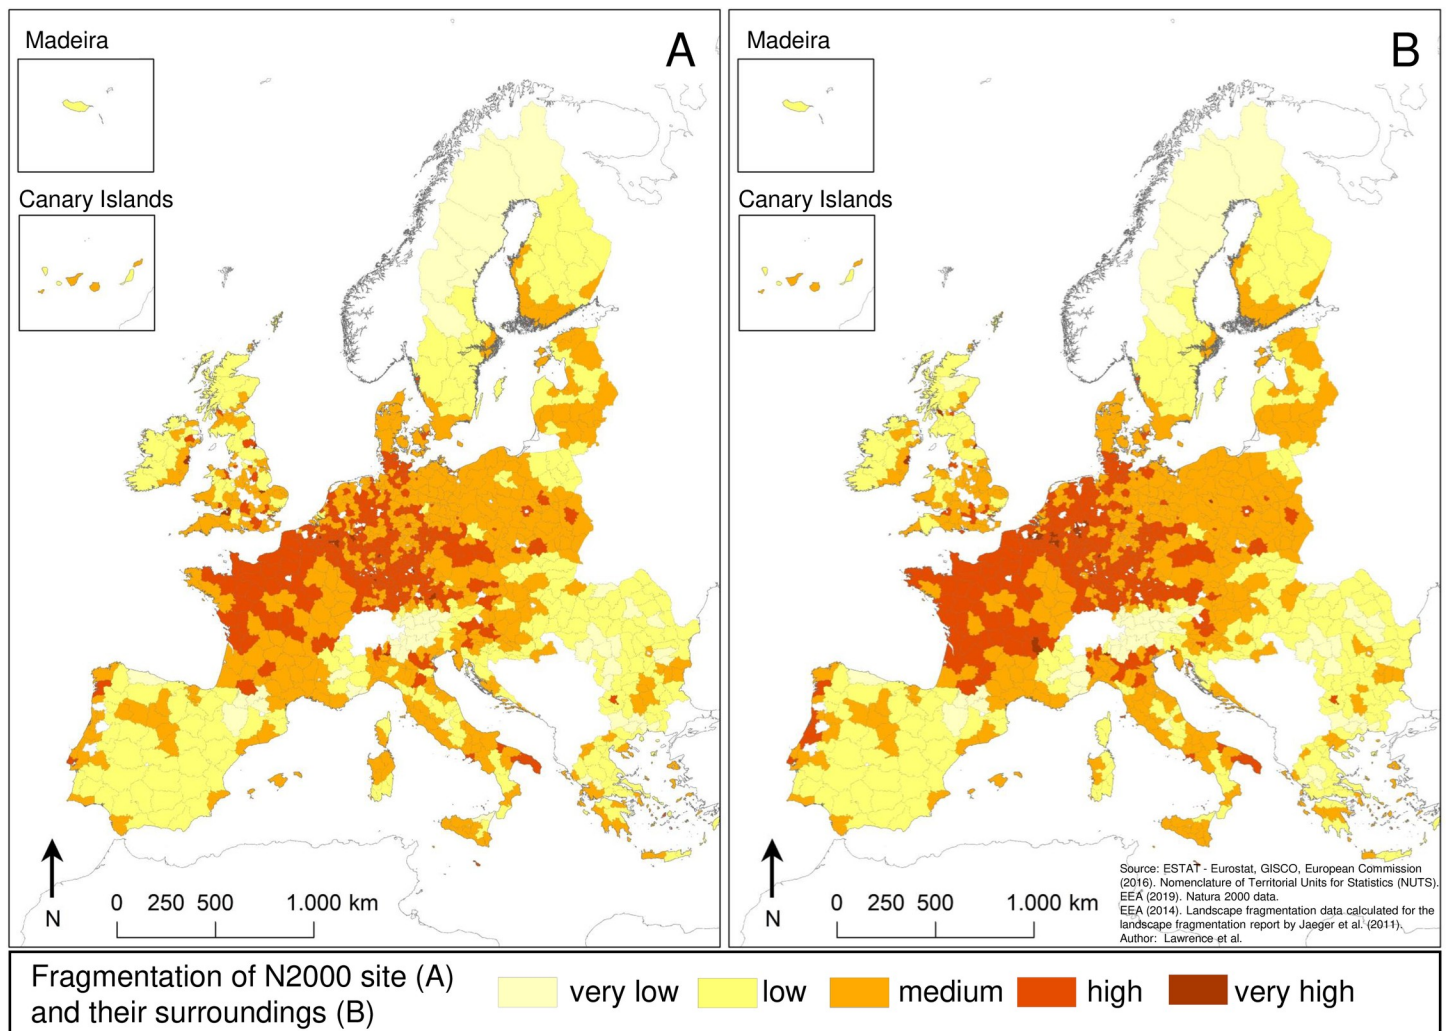 Madeira
A
Canary Islands
N
0 250 500 1.000 km
Madeira
B
Canary Islands
N
0 250 500 1.000 km
Source: ESTAT - Eurostat, GISCO, European Commission
(2016). Nomenclature of Territorial Units for Statistics (NUTS).
EEA (2019). Natura 2000 data.
EEA (2014). Landscape fragmentation data calculated for the
landscape fragmentation report by Jaeger et al. (2011).
Author: Lawrence et al.
Fragmentation of N2000 site (A)
and their surroundings (B)
very low low medium high very high